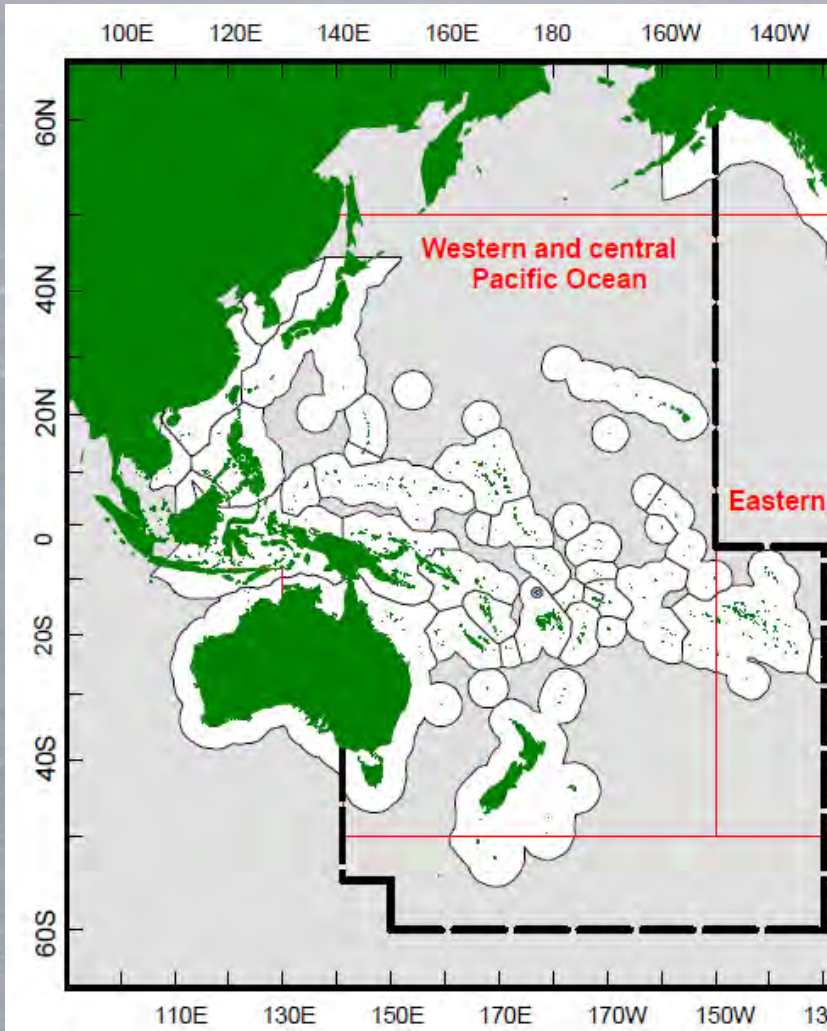 100E 120E 140E 160E 180 160W 140W
60N
40N
20N
0
20S
40S
60S
Western and central
Pacific Ocean
Eastern
110E 130E 150E 170E 170W 150W 13